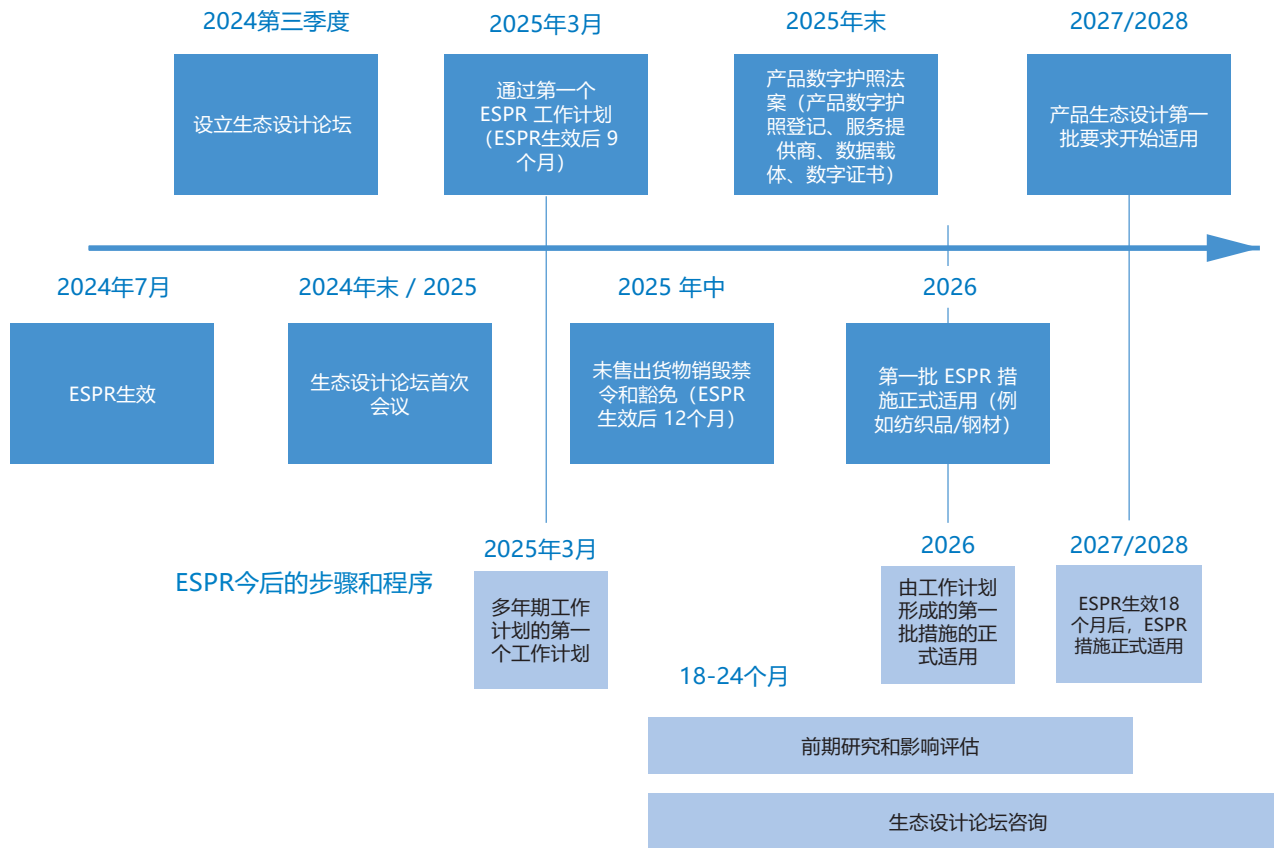 2024第三季度
2025年3月
2025年末
2027/2028
设立生态设计论坛
通过第一个
ESPR 工作计划
（ESPR生效后 9
个月）
产品数字护照法
案（产品数字护
照登记、服务提
供商、数据载
体、数字证书）
产品生态设计第一
批要求开始适用
2024年7月
2024年末 / 2025
2025 年中
2026
ESPR生效
生态设计论坛首次
会议
未售出货物销毁禁
令和豁免（ESPR
生效后 12个月）
第一批 ESPR 措
施正式适用（例
如纺织品/钢材）
ESPR今后的步骤和程序
2025年3月
2026
2027/2028
多年期工作
计划的第一
个工作计划
由工作计划
形成的第一
批措施的正
式适用
ESPR生效18
个月后，ESPR
措施正式适用
18-24个月
前期研究和影响评估
生态设计论坛咨询